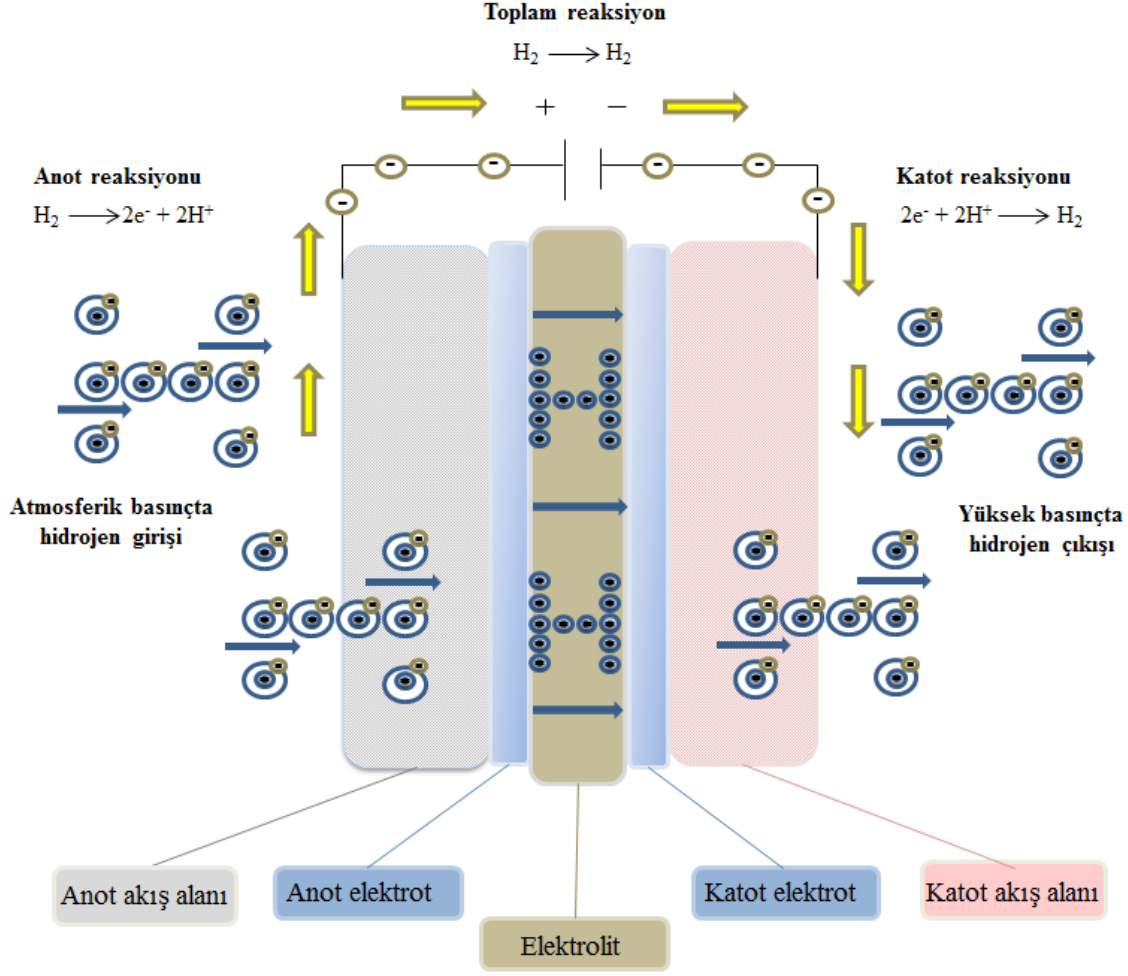 Toplam reaksiyon
H₂ ⟶ H₂
+ −
Anot reaksiyonu
H₂ ⟶ 2e⁻ + 2H⁺
Katot reaksiyonu
2e⁻ + 2H⁺ ⟶ H₂
Atmosferik basınçta
hidrojen girişi
Yüksek basınçta
hidrojen çıkışı
Anot akış alanı
Anot elektrot
Elektrolit
Katot elektrot
Katot akış alanı